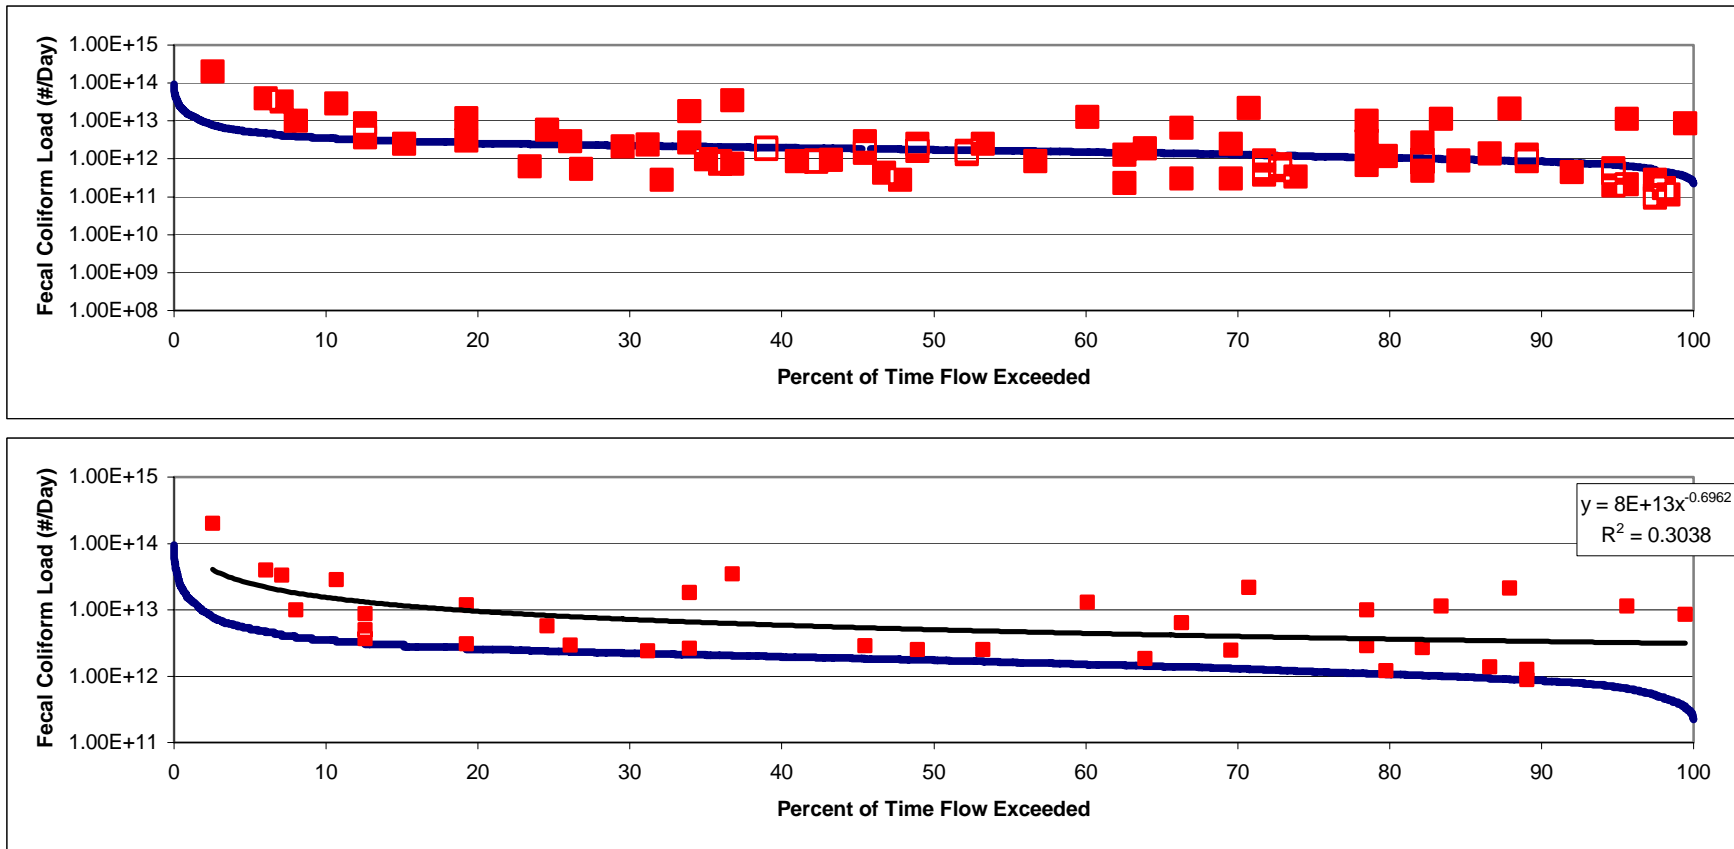 Fecal Coliform Load (#/Day)
1.00E+15
1.00E+14
1.00E+13
1.00E+12
1.00E+11
1.00E+10
1.00E+09
1.00E+08
0 10 20 30 40 50 60 70 80 90 100
Percent of Time Flow Exceeded
Fecal Coliform Load (#/Day)
1.00E+15
1.00E+14
1.00E+13
1.00E+12
1.00E+11
y = 8E+13x^-0.6962
R² = 0.3038
0 10 20 30 40 50 60 70 80 90 100
Percent of Time Flow Exceeded